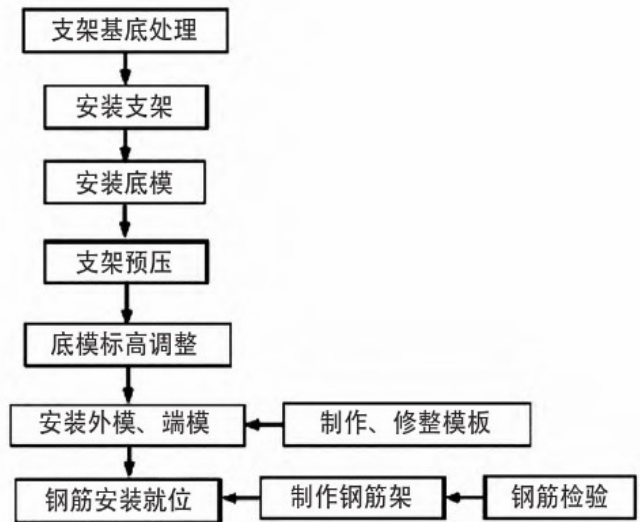 支架基底处理
安装支架
安装底模
支架预压
底模标高调整
安装外模、端模
制作、修整模板
钢筋安装就位
制作钢筋架
钢筋检验